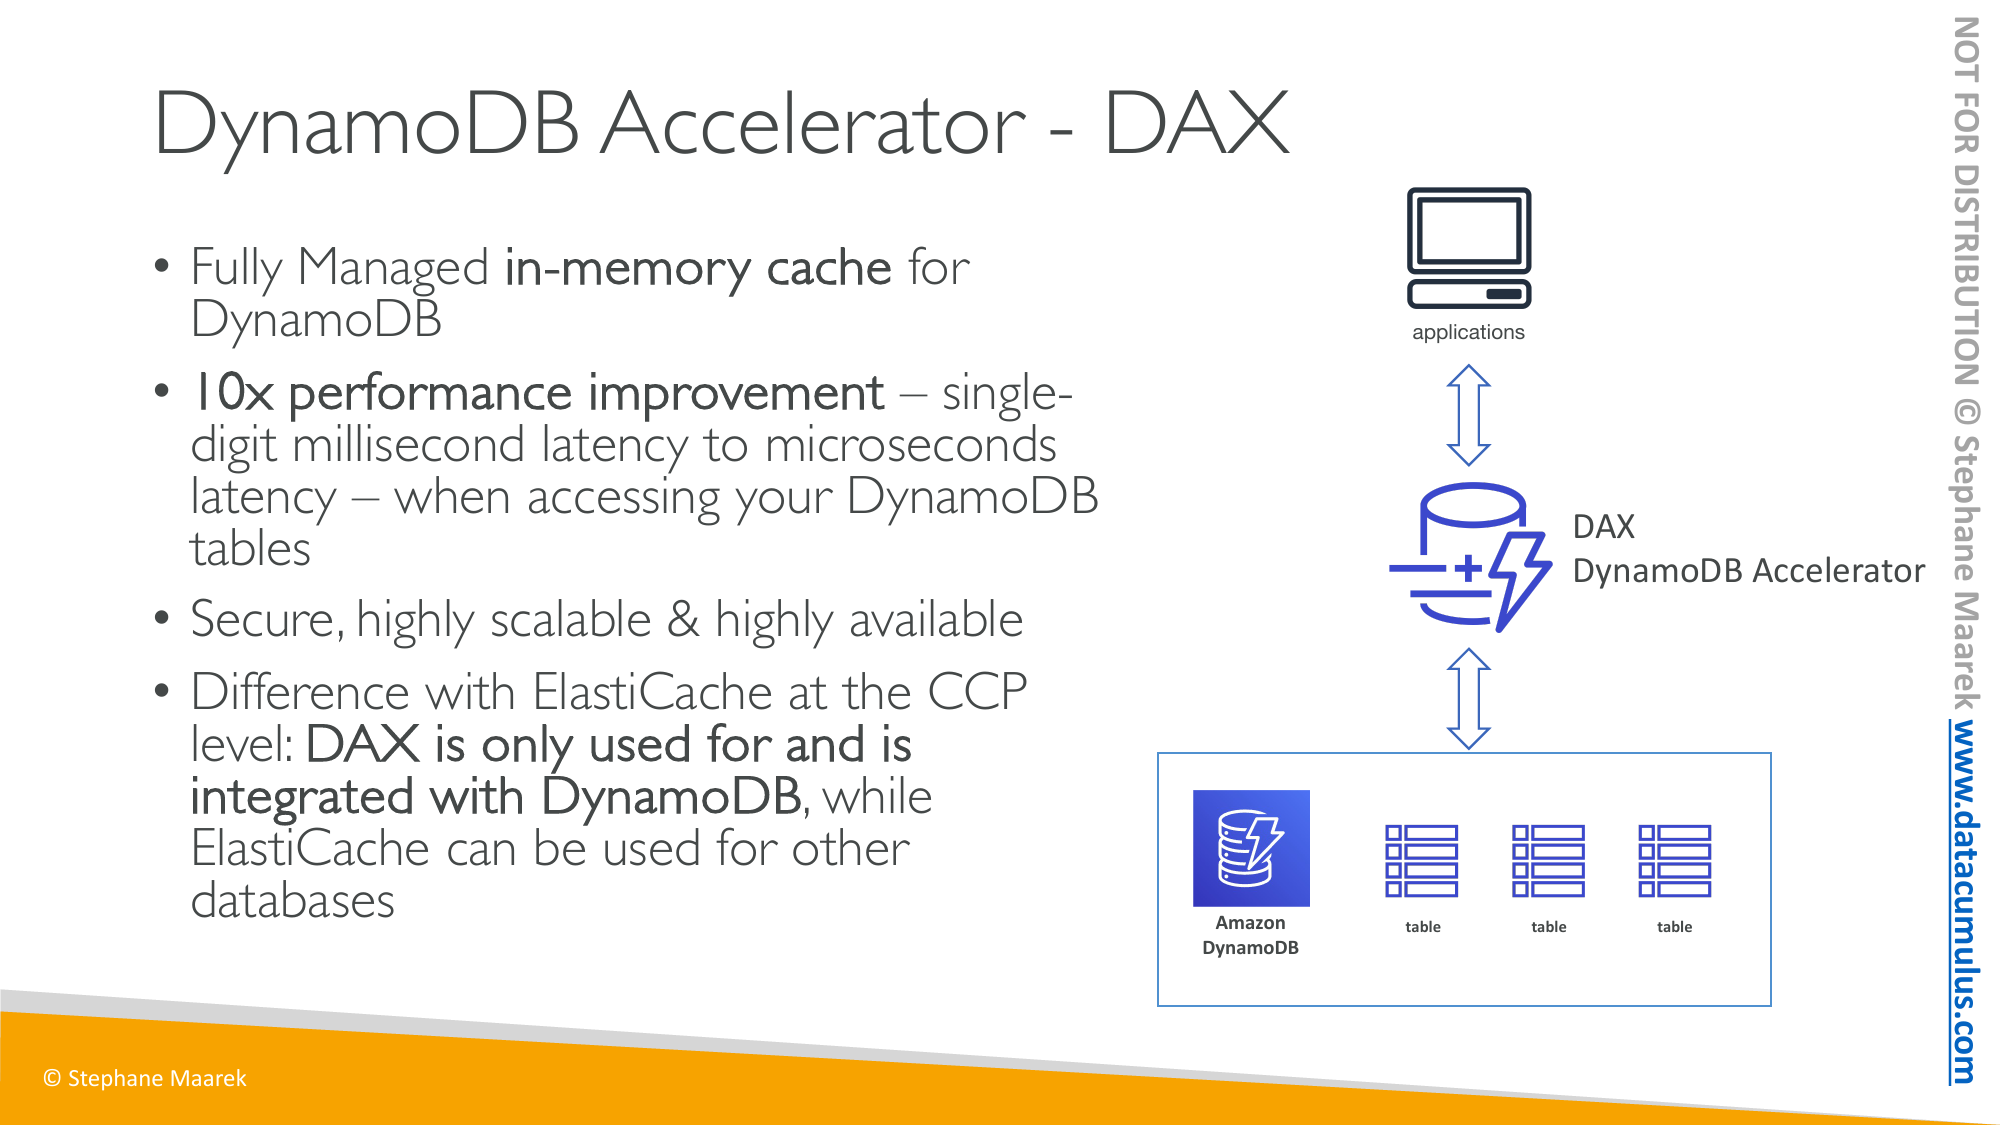 DynamoDB Accelerator - DAX
• Fully Managed in-memory cache for
DynamoDB
• 10x performance improvement – single-
digit millisecond latency to microseconds
latency – when accessing your DynamoDB
tables
• Secure, highly scalable & highly available
• Difference with ElastiCache at the CCP
level: DAX is only used for and is
integrated with DynamoDB, while
ElastiCache can be used for other
databases
applications
DAX
DynamoDB Accelerator
Amazon
DynamoDB
table
table
table
© Stephane Maarek
NOT FOR DISTRIBUTION © Stephane Maarek www.datacumulus.com